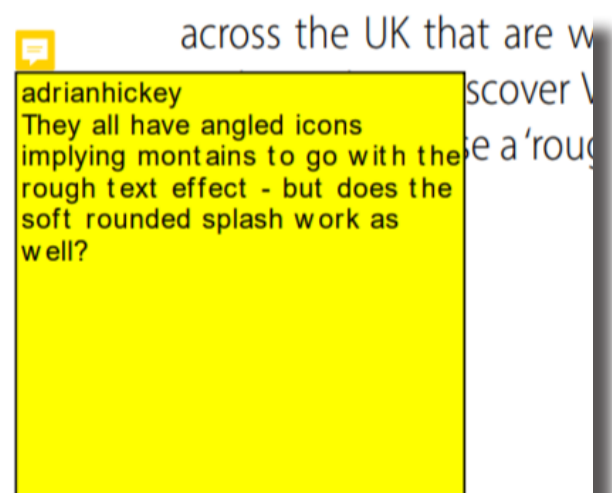 across the UK that are w
adrianhickey
scover
They all have angled icons
implying montains to go with the
e a ‘roug
rough text effect - but does the
soft rounded splash work as
well?